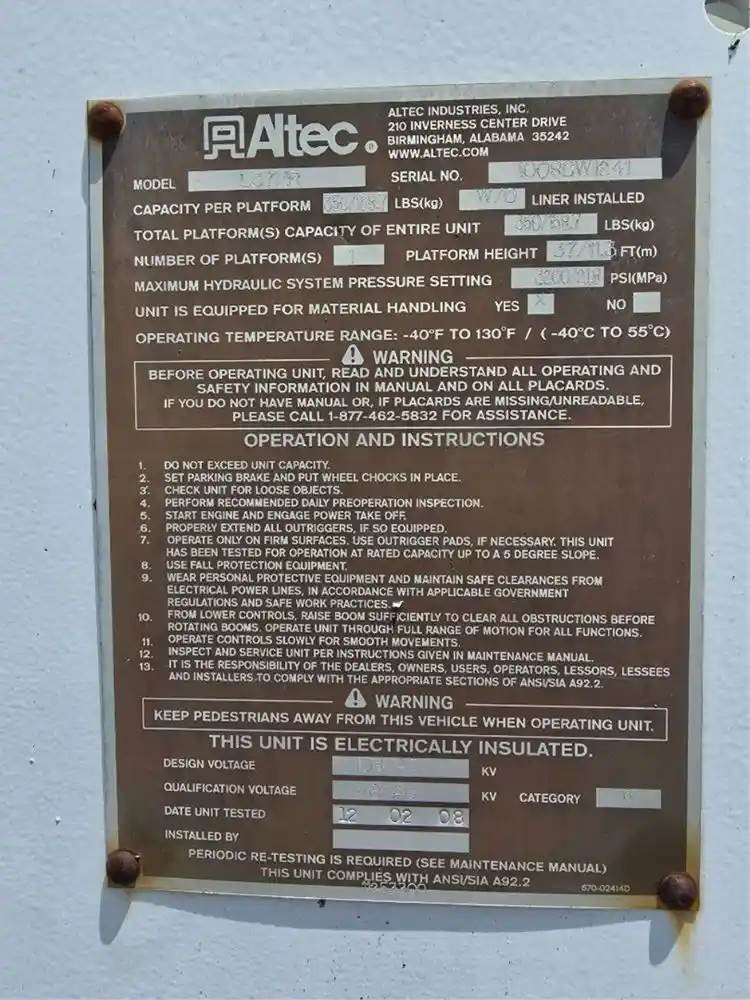 Altec®
ALTEC INDUSTRIES, INC.
210 INVERNESS CENTER DRIVE
BIRMINGHAM, ALABAMA 35242
WWW.ALTEC.COM
MODEL SERIAL NO.
CAPACITY PER PLATFORM 350/158.7 LBS(kg) W/O LINER INSTALLED
TOTAL PLATFORM(S) CAPACITY OF ENTIRE UNIT 350/158.7 LBS(kg)
NUMBER OF PLATFORM(S) 1 PLATFORM HEIGHT 37/11.3 FT(m)
MAXIMUM HYDRAULIC SYSTEM PRESSURE SETTING PSI(MPa)
UNIT IS EQUIPPED FOR MATERIAL HANDLING YES X NO
OPERATING TEMPERATURE RANGE: -40°F TO 130°F / (-40°C TO 55°C)
WARNING
BEFORE OPERATING UNIT, READ AND UNDERSTAND ALL OPERATING AND
SAFETY INFORMATION IN MANUAL AND ON ALL PLACARDS.
IF YOU DO NOT HAVE MANUAL OR, IF PLACARDS ARE MISSING/UNREADABLE,
PLEASE CALL 1-877-462-5832 FOR ASSISTANCE.
OPERATION AND INSTRUCTIONS
1. DO NOT EXCEED UNIT CAPACITY.
2. SET PARKING BRAKE AND PUT WHEEL CHOCKS IN PLACE.
3. CHECK UNIT FOR LOOSE OBJECTS.
4. PERFORM RECOMMENDED DAILY PREOPERATION INSPECTION.
5. START ENGINE AND ENGAGE POWER TAKE OFF.
6. PROPERLY EXTEND ALL OUTRIGGERS, IF SO EQUIPPED.
7. OPERATE ONLY ON FIRM SURFACES. USE OUTRIGGER PADS, IF NECESSARY. THIS UNIT
HAS BEEN TESTED FOR OPERATION AT RATED CAPACITY UP TO A 5 DEGREE SLOPE.
8. USE FALL PROTECTION EQUIPMENT.
9. WEAR PERSONAL PROTECTIVE EQUIPMENT AND MAINTAIN SAFE CLEARANCES FROM
ELECTRICAL POWER LINES, IN ACCORDANCE WITH APPLICABLE GOVERNMENT
REGULATIONS AND SAFE WORK PRACTICES.
10. FROM LOWER CONTROLS, RAISE BOOM SUFFICIENTLY TO CLEAR ALL OBSTRUCTIONS BEFORE
ROTATING BOOMS. OPERATE UNIT THROUGH FULL RANGE OF MOTION FOR ALL FUNCTIONS.
11. OPERATE CONTROLS SLOWLY FOR SMOOTH MOVEMENTS.
12. INSPECT AND SERVICE UNIT PER INSTRUCTIONS GIVEN IN MAINTENANCE MANUAL.
13. IT IS THE RESPONSIBILITY OF THE DEALERS, OWNERS, USERS, OPERATORS, LESSORS, LESSEES
AND INSTALLERS TO COMPLY WITH THE APPROPRIATE SECTIONS OF ANSI/SIA A92.2.
WARNING
KEEP PEDESTRIANS AWAY FROM THIS VEHICLE WHEN OPERATING UNIT.
THIS UNIT IS ELECTRICALLY INSULATED.
DESIGN VOLTAGE KV
QUALIFICATION VOLTAGE KV CATEGORY
DATE UNIT TESTED 12 02 08
INSTALLED BY
PERIODIC RE-TESTING IS REQUIRED (SEE MAINTENANCE MANUAL)
THIS UNIT COMPLIES WITH ANSI/SIA A92.2
670-02414D